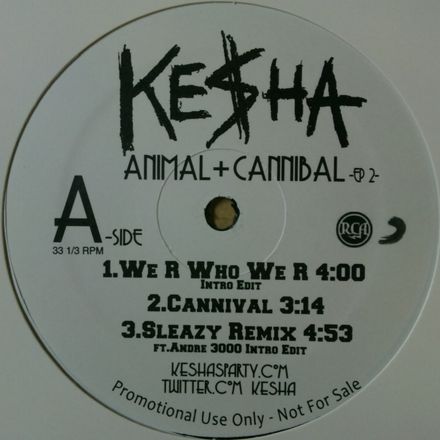 KE$HA
ANIMAL+CANNIBAL -EP 2-
A-SIDE
33 1/3 RPM
RCA
1.We R Who We R 4:00
Intro Edit
2.Cannival 3:14
3.Sleazy Remix 4:53
ft.Andre 3000 Intro Edit
KESHASPARTY.COM
TWITTER.COM KESHA
Promotional Use Only - Not For Sale